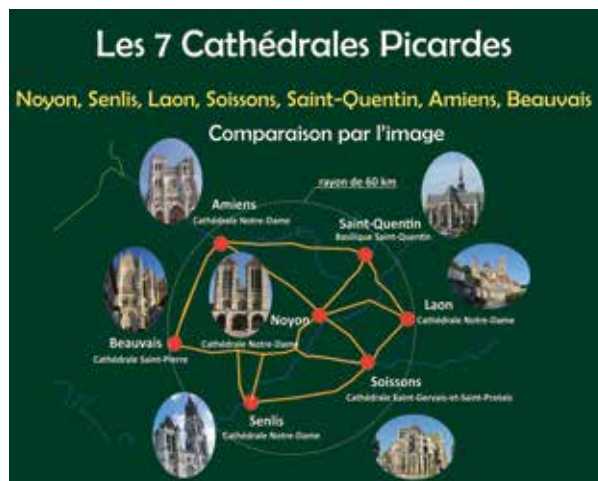 Les 7 Cathédrales Picardes
Noyon, Senlis, Laon, Soissons, Saint-Quentin, Amiens, Beauvais
Comparaison par l'image
rayon de 60 km
Amiens
Cathédrale Notre-Dame
Saint-Quentin
Basilique Saint-Quentin
Noyon
Cathédrale Notre-Dame
Laon
Cathédrale Notre-Dame
Beauvais
Cathédrale Saint-Pierre
Soissons
Cathédrale Saint-Gervais-et-Saint-Protais
Senlis
Cathédrale Notre-Dame